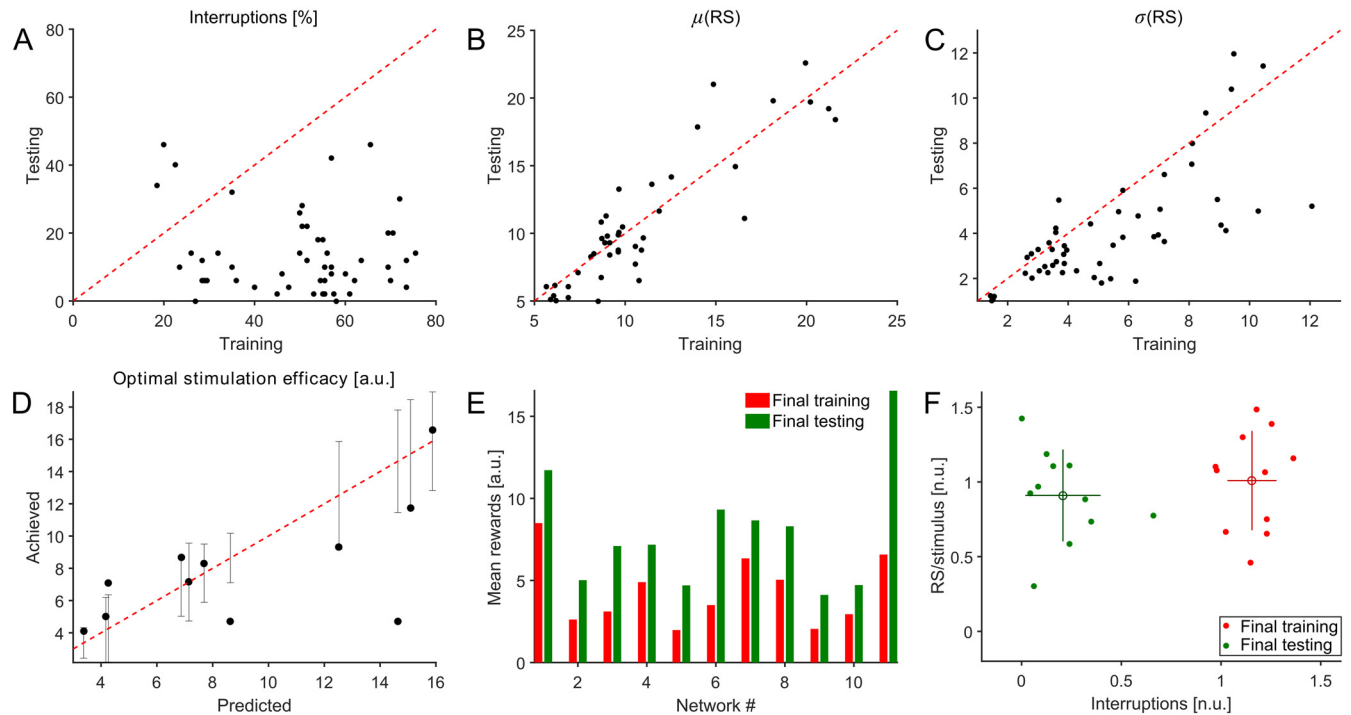 A
Interruptions [%]
Testing
80
60
40
20
0
0
20
40
60
80
Training
B
μ(RS)
Testing
25
20
15
10
5
5
10
15
20
25
Training
C
σ(RS)
Testing
12
10
8
6
4
2
2
4
6
8
10
12
Training
D
Optimal stimulation efficacy [a.u.]
Achieved
18
16
14
12
10
8
6
4
4
6
8
10
12
14
16
Predicted
E
Mean rewards [a.u.]
15
10
5
0
Final training
Final testing
2
4
6
8
10
Network #
F
RS/stimulus [n.u.]
1.5
1
0.5
0
Final training
Final testing
0
0.5
1
1.5
Interruptions [n.u.]